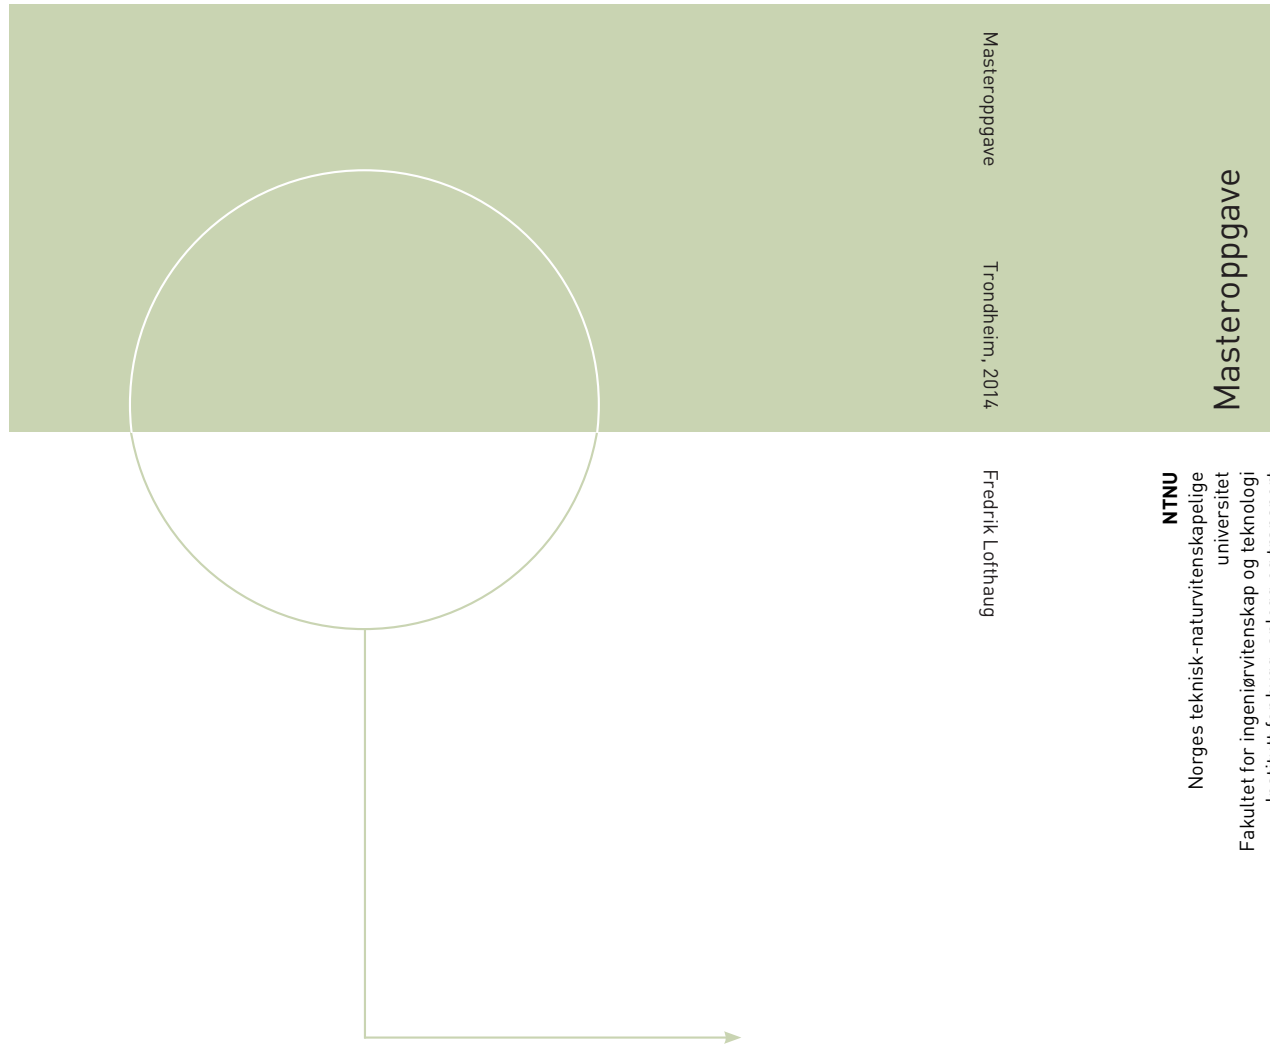 Masteroppgave
Trondheim, 2014
Fredrik Lofthaug
Masteroppgave
NTNU
Norges teknisk-naturvitenskapelige
universitet
Fakultet for ingeniørvitenskap og teknologi